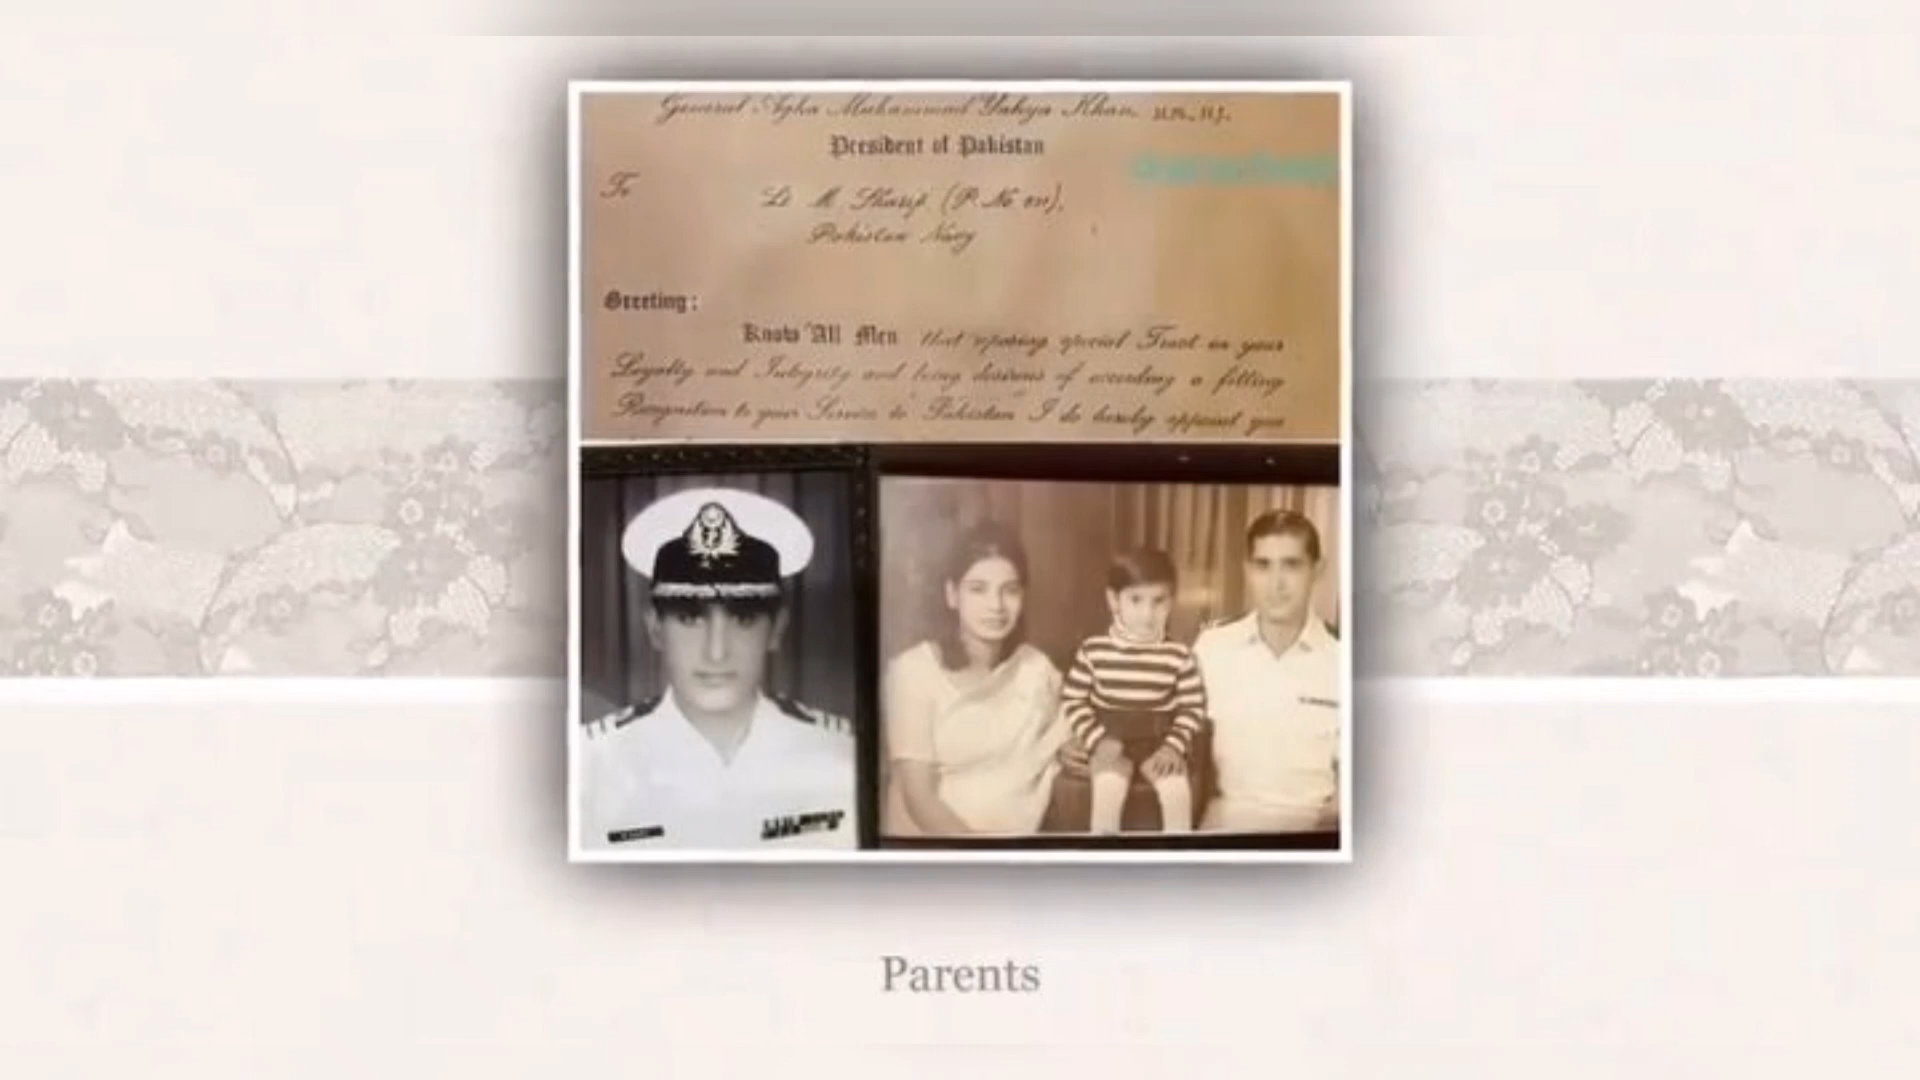 General Agha Muhammad Yahya Khan, H.Pk., H.J.
President of Pakistan
To
Lt M. Sharif (P. No
Pakistan Navy
Greeting:
Know All Men that reposing special Trust in your
Loyalty and Integrity and being desirous of according a fitting
Recognition to your Service to Pakistan I do hereby appoint you
Parents